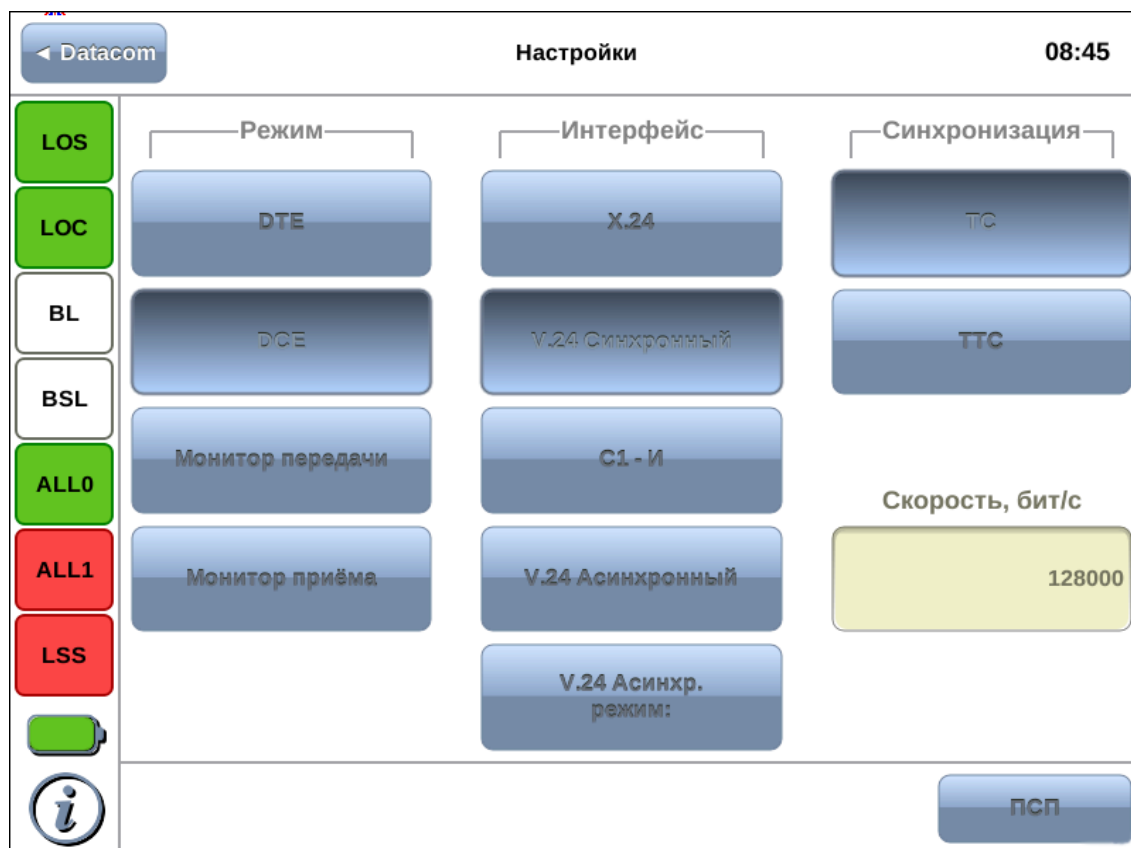 ◄ Datacom
Настройки
08:45
LOS
LOC
BL
BSL
ALL0
ALL1
LSS
Режим
DTE
DCE
Монитор передачи
Монитор приёма
Интерфейс
X.24
V.24 Синхронный
С1 - И
V.24 Асинхронный
V.24 Асинхр.
режим:
Синхронизация
TC
TTC
Скорость, бит/с
128000
ПСП